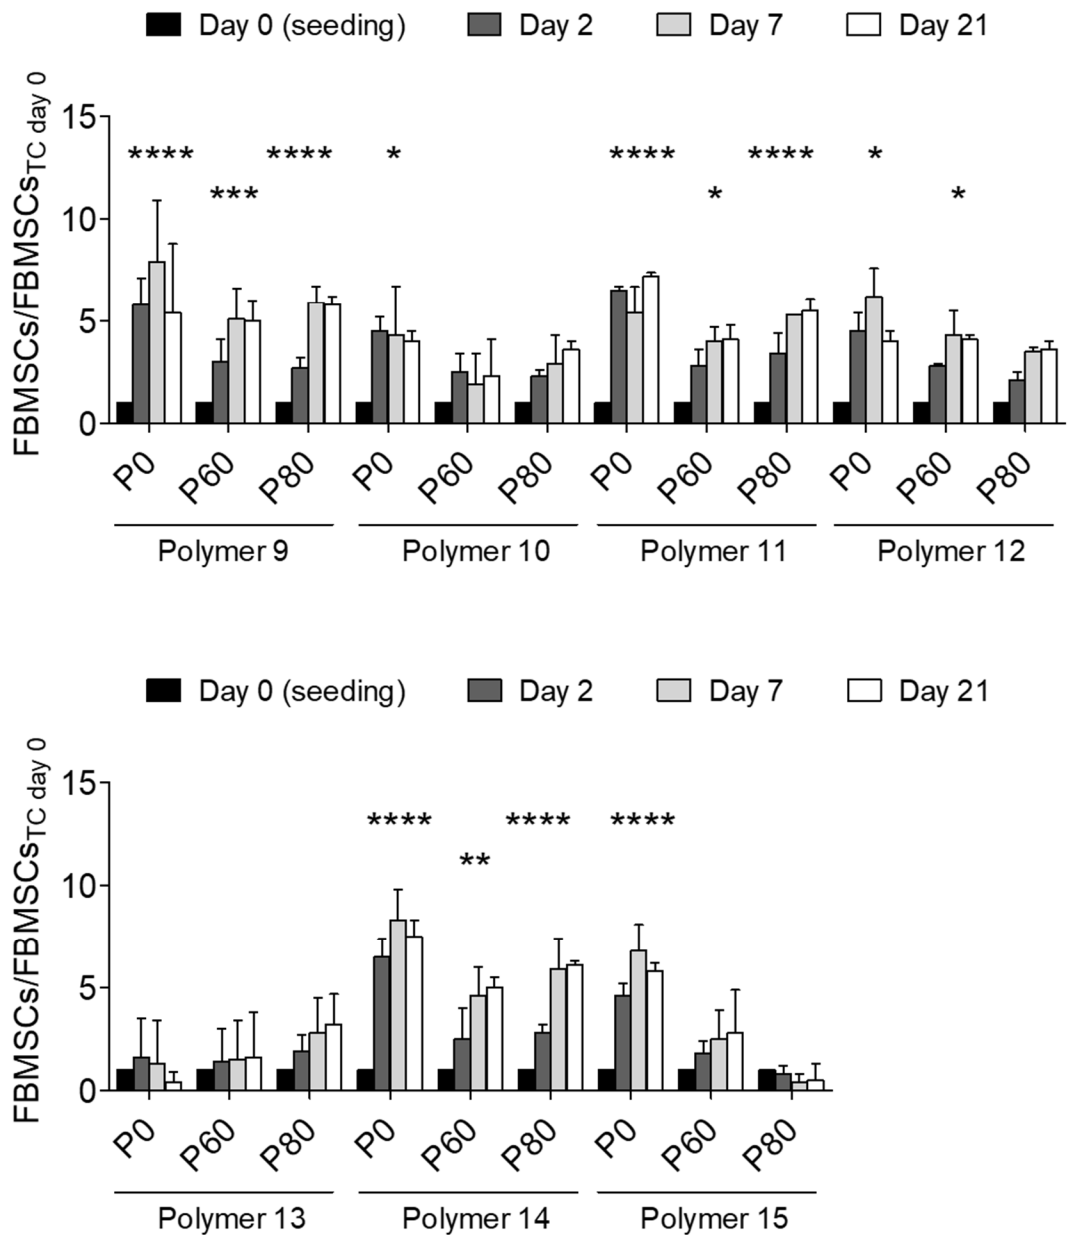 Day 0 (seeding) Day 2 Day 7 Day 21
FBMSCs/FBMSCsTC day 0
15
**** **** * **** **** *
*** * *
10
5
0
P0 P60 P80 P0 P60 P80 P0 P60 P80 P0 P60 P80
Polymer 9 Polymer 10 Polymer 11 Polymer 12
Day 0 (seeding) Day 2 Day 7 Day 21
FBMSCs/FBMSCsTC day 0
15
**** **** ****
**
10
5
0
P0 P60 P80 P0 P60 P80 P0 P60 P80
Polymer 13 Polymer 14 Polymer 15